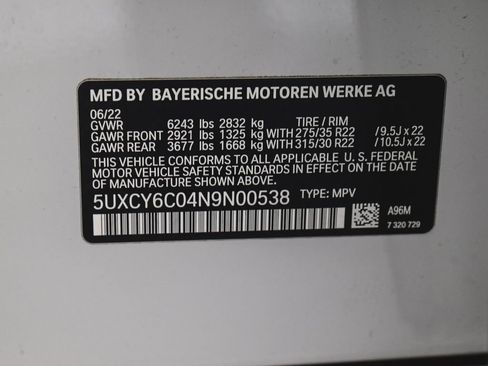 MFD BY BAYERISCHE MOTOREN WERKE AG
06/22
GVWR 6243 lbs 2832 kg TIRE / RIM
GAWR FRONT 2921 lbs 1325 kg WITH 275/35 R22 / 9.5J x 22
GAWR REAR 3677 lbs 1668 kg WITH 315/30 R22 / 10.5J x 22
THIS VEHICLE CONFORMS TO ALL APPLICABLE U. S. FEDERAL
MOTOR VEHICLE SAFETY STANDARDS IN EFFECT ON THE
DATE OF MANUFACTURE SHOWN ABOVE.
5UXCY6C04N9N00538 TYPE: MPV
A96M
7 320 729